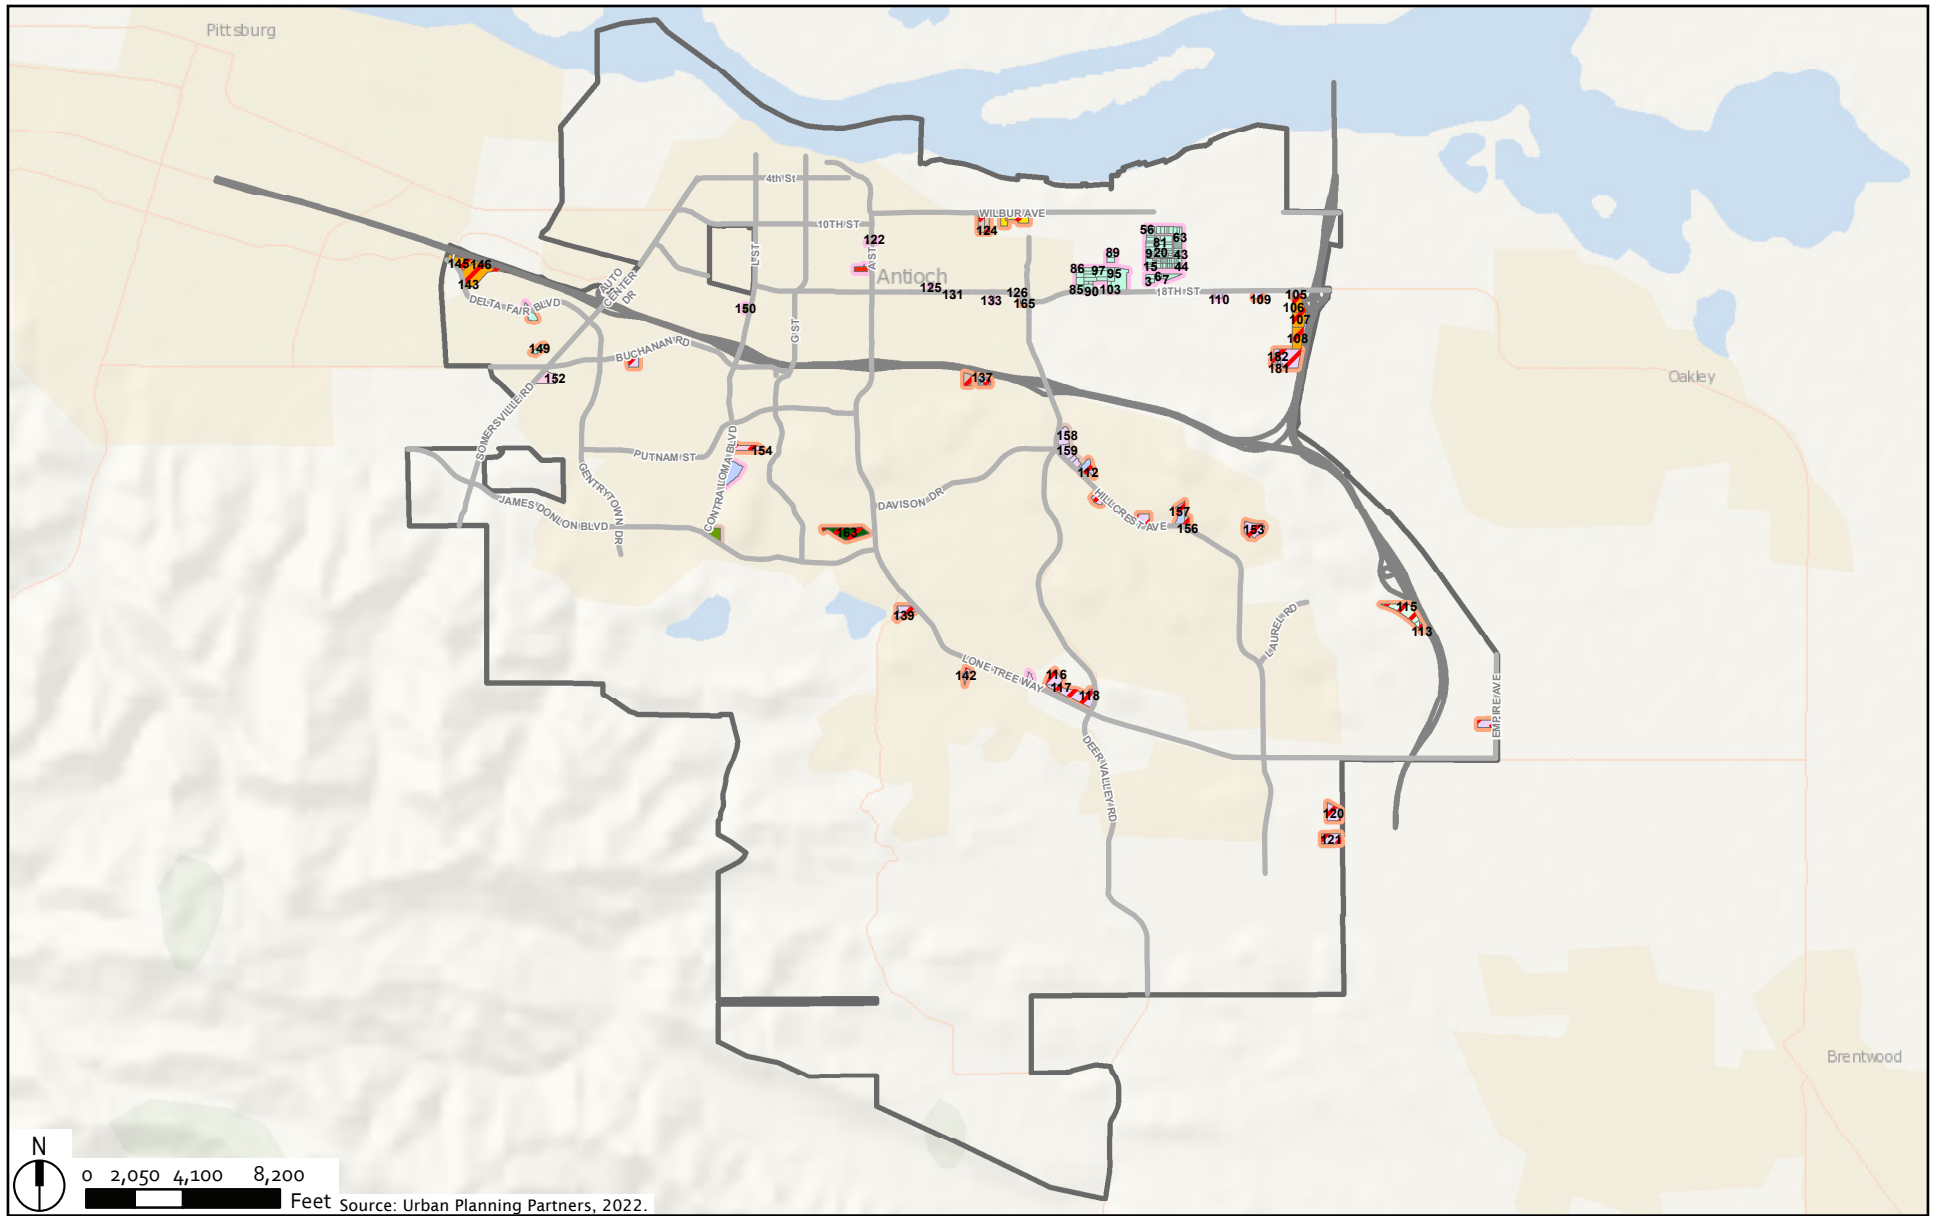 Pittsburg
4th St
10TH ST
WILBUR AVE
124
122
L ST
A ST
Antioch
56
63
81
9 20 43
15 44
3 6 7
89
86 97 95
85 90 103
18TH ST
110
109
105
106
107
108
182
181
145 146
143
AUTO
CENTER
DR
DELTA FAIR BLVD
125
131
133
126
165
150
G ST
149
BUCHANAN RD
152
137
Oakley
SOMERSVILLE RD
PUTNAM ST
CONTRA LOMA BLVD
154
158
159
112
GENTRYTOWN DR
JAMES DONLON BLVD
DAVISON DR
HILLCREST AVE
157
156
153
163
139
115
113
LAUREL RD
142
LONE TREE WAY
116
117
118
EMPIRE AVE
DEER VALLEY RD
120
121
Brentwood
N
0 2,050 4,100 8,200
Feet
Source: Urban Planning Partners, 2022.